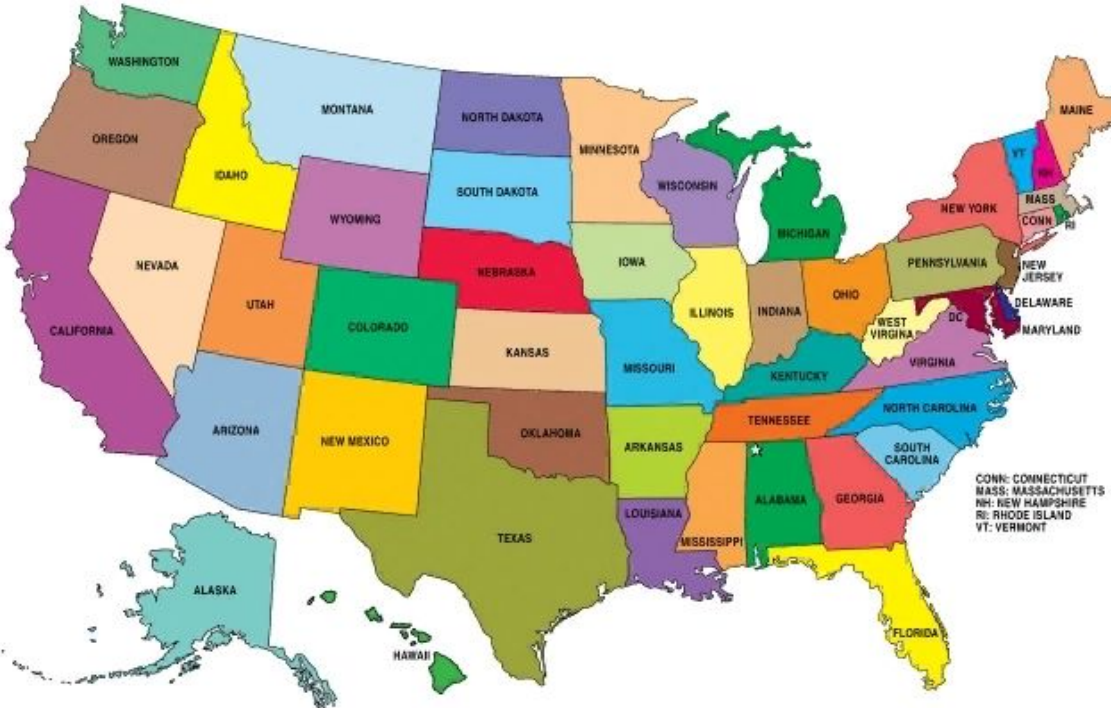 WASHINGTON
MONTANA
NORTH DAKOTA
MINNESOTA
MAINE
OREGON
IDAHO
WYOMING
SOUTH DAKOTA
WISCONSIN
MICHIGAN
VT
NH
NEW YORK
MASS
CONN
RI
NEVADA
UTAH
COLORADO
NEBRASKA
IOWA
ILLINOIS
INDIANA
OHIO
PENNSYLVANIA
NEW
JERSEY
DELAWARE
MARYLAND
DC
WEST
VIRGINA
VIRGINIA
CALIFORNIA
KANSAS
MISSOURI
KENTUCKY
ARIZONA
NEW MEXICO
OKLAHOMA
ARKANSAS
TENNESSEE
NORTH CAROLINA
SOUTH
CAROLINA
TEXAS
LOUISIANA
MISSISSIPPI
ALABAMA
GEORGIA
FLORIDA
ALASKA
HAWAII
CONN: CONNECTICUT
MASS: MASSACHUSETTS
NH: NEW HAMPSHIRE
RI: RHODE ISLAND
VT: VERMONT